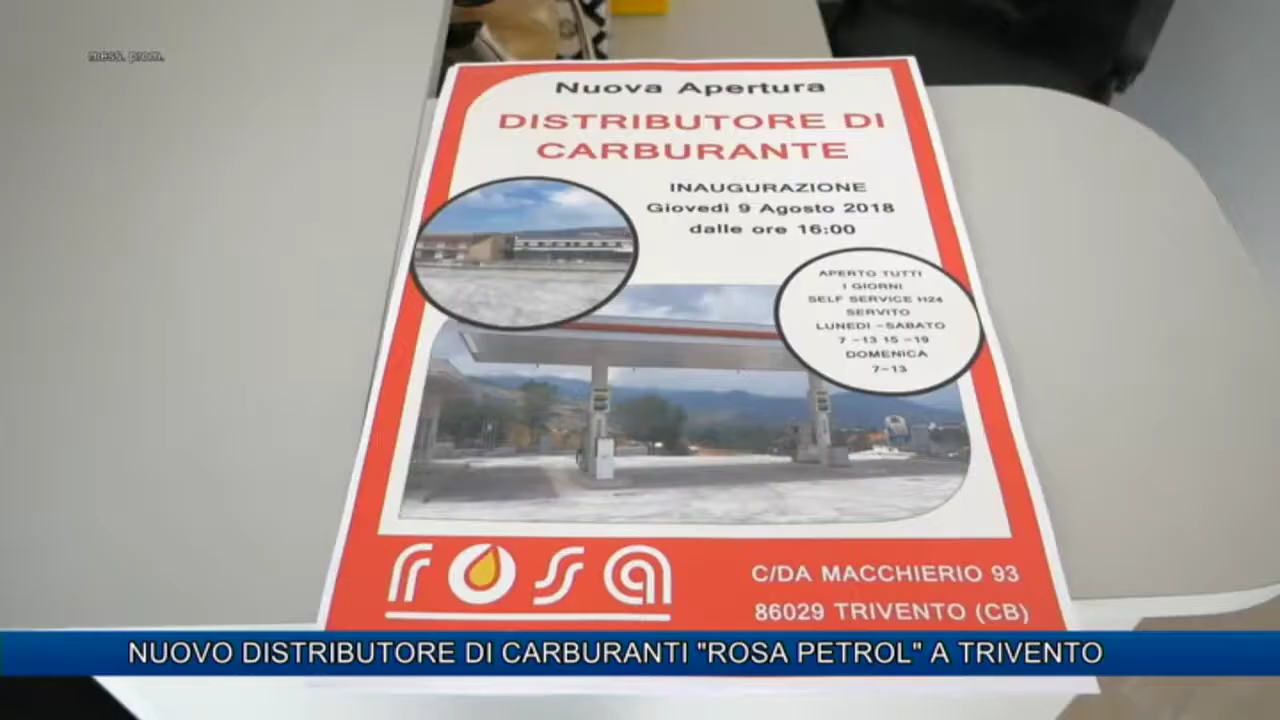 mess. prom.
Nuova Apertura
DISTRIBUTORE DI
CARBURANTE
INAUGURAZIONE
Giovedì 9 Agosto 2018
dalle ore 16:00
APERTO TUTTI
I GIORNI
SELF SERVICE H24
SERVITO
LUNEDI -SABATO
7 -13 15 -19
DOMENICA
7-13
rosa
C/DA MACCHIERIO 93
86029 TRIVENTO (CB)
NUOVO DISTRIBUTORE DI CARBURANTI "ROSA PETROL" A TRIVENTO